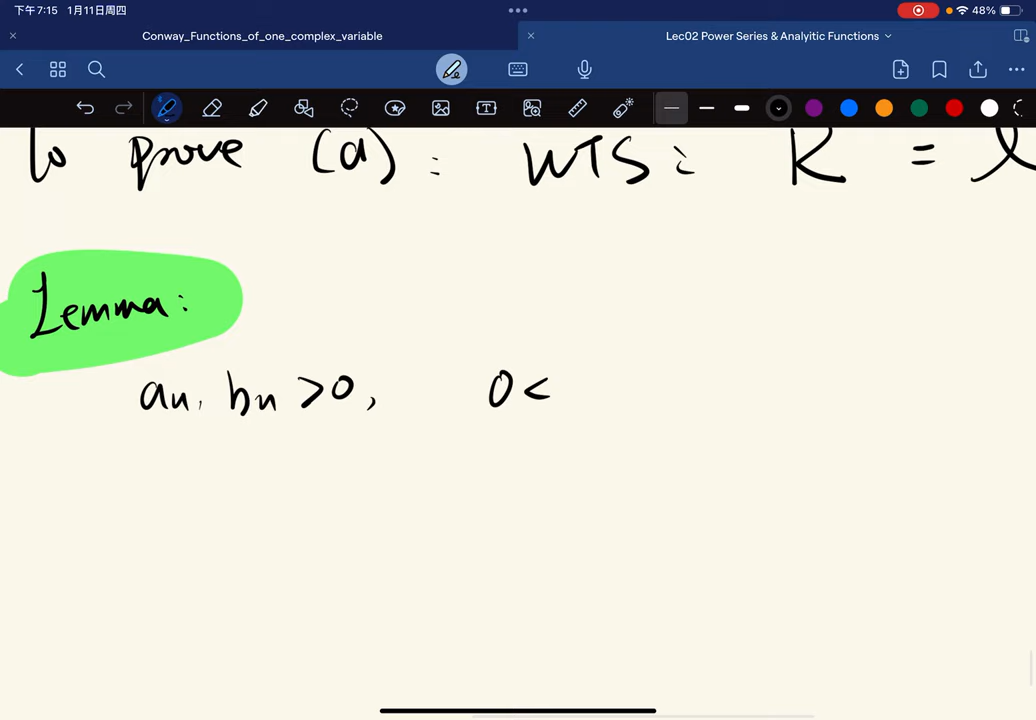 下午7:15 1月11日周四
48%
Conway_Functions_of_one_complex_variable
Lec02 Power Series & Analyitic Functions
To prove (a): WTS: R =
Lemma:
an, bn >0, 0<